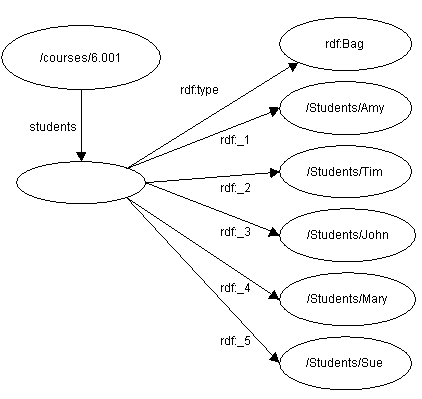 /courses/6.001
students
rdf:type
rdf:Bag
rdf:_1
/Students/Amy
rdf:_2
/Students/Tim
rdf:_3
/Students/John
rdf:_4
/Students/Mary
rdf:_5
/Students/Sue